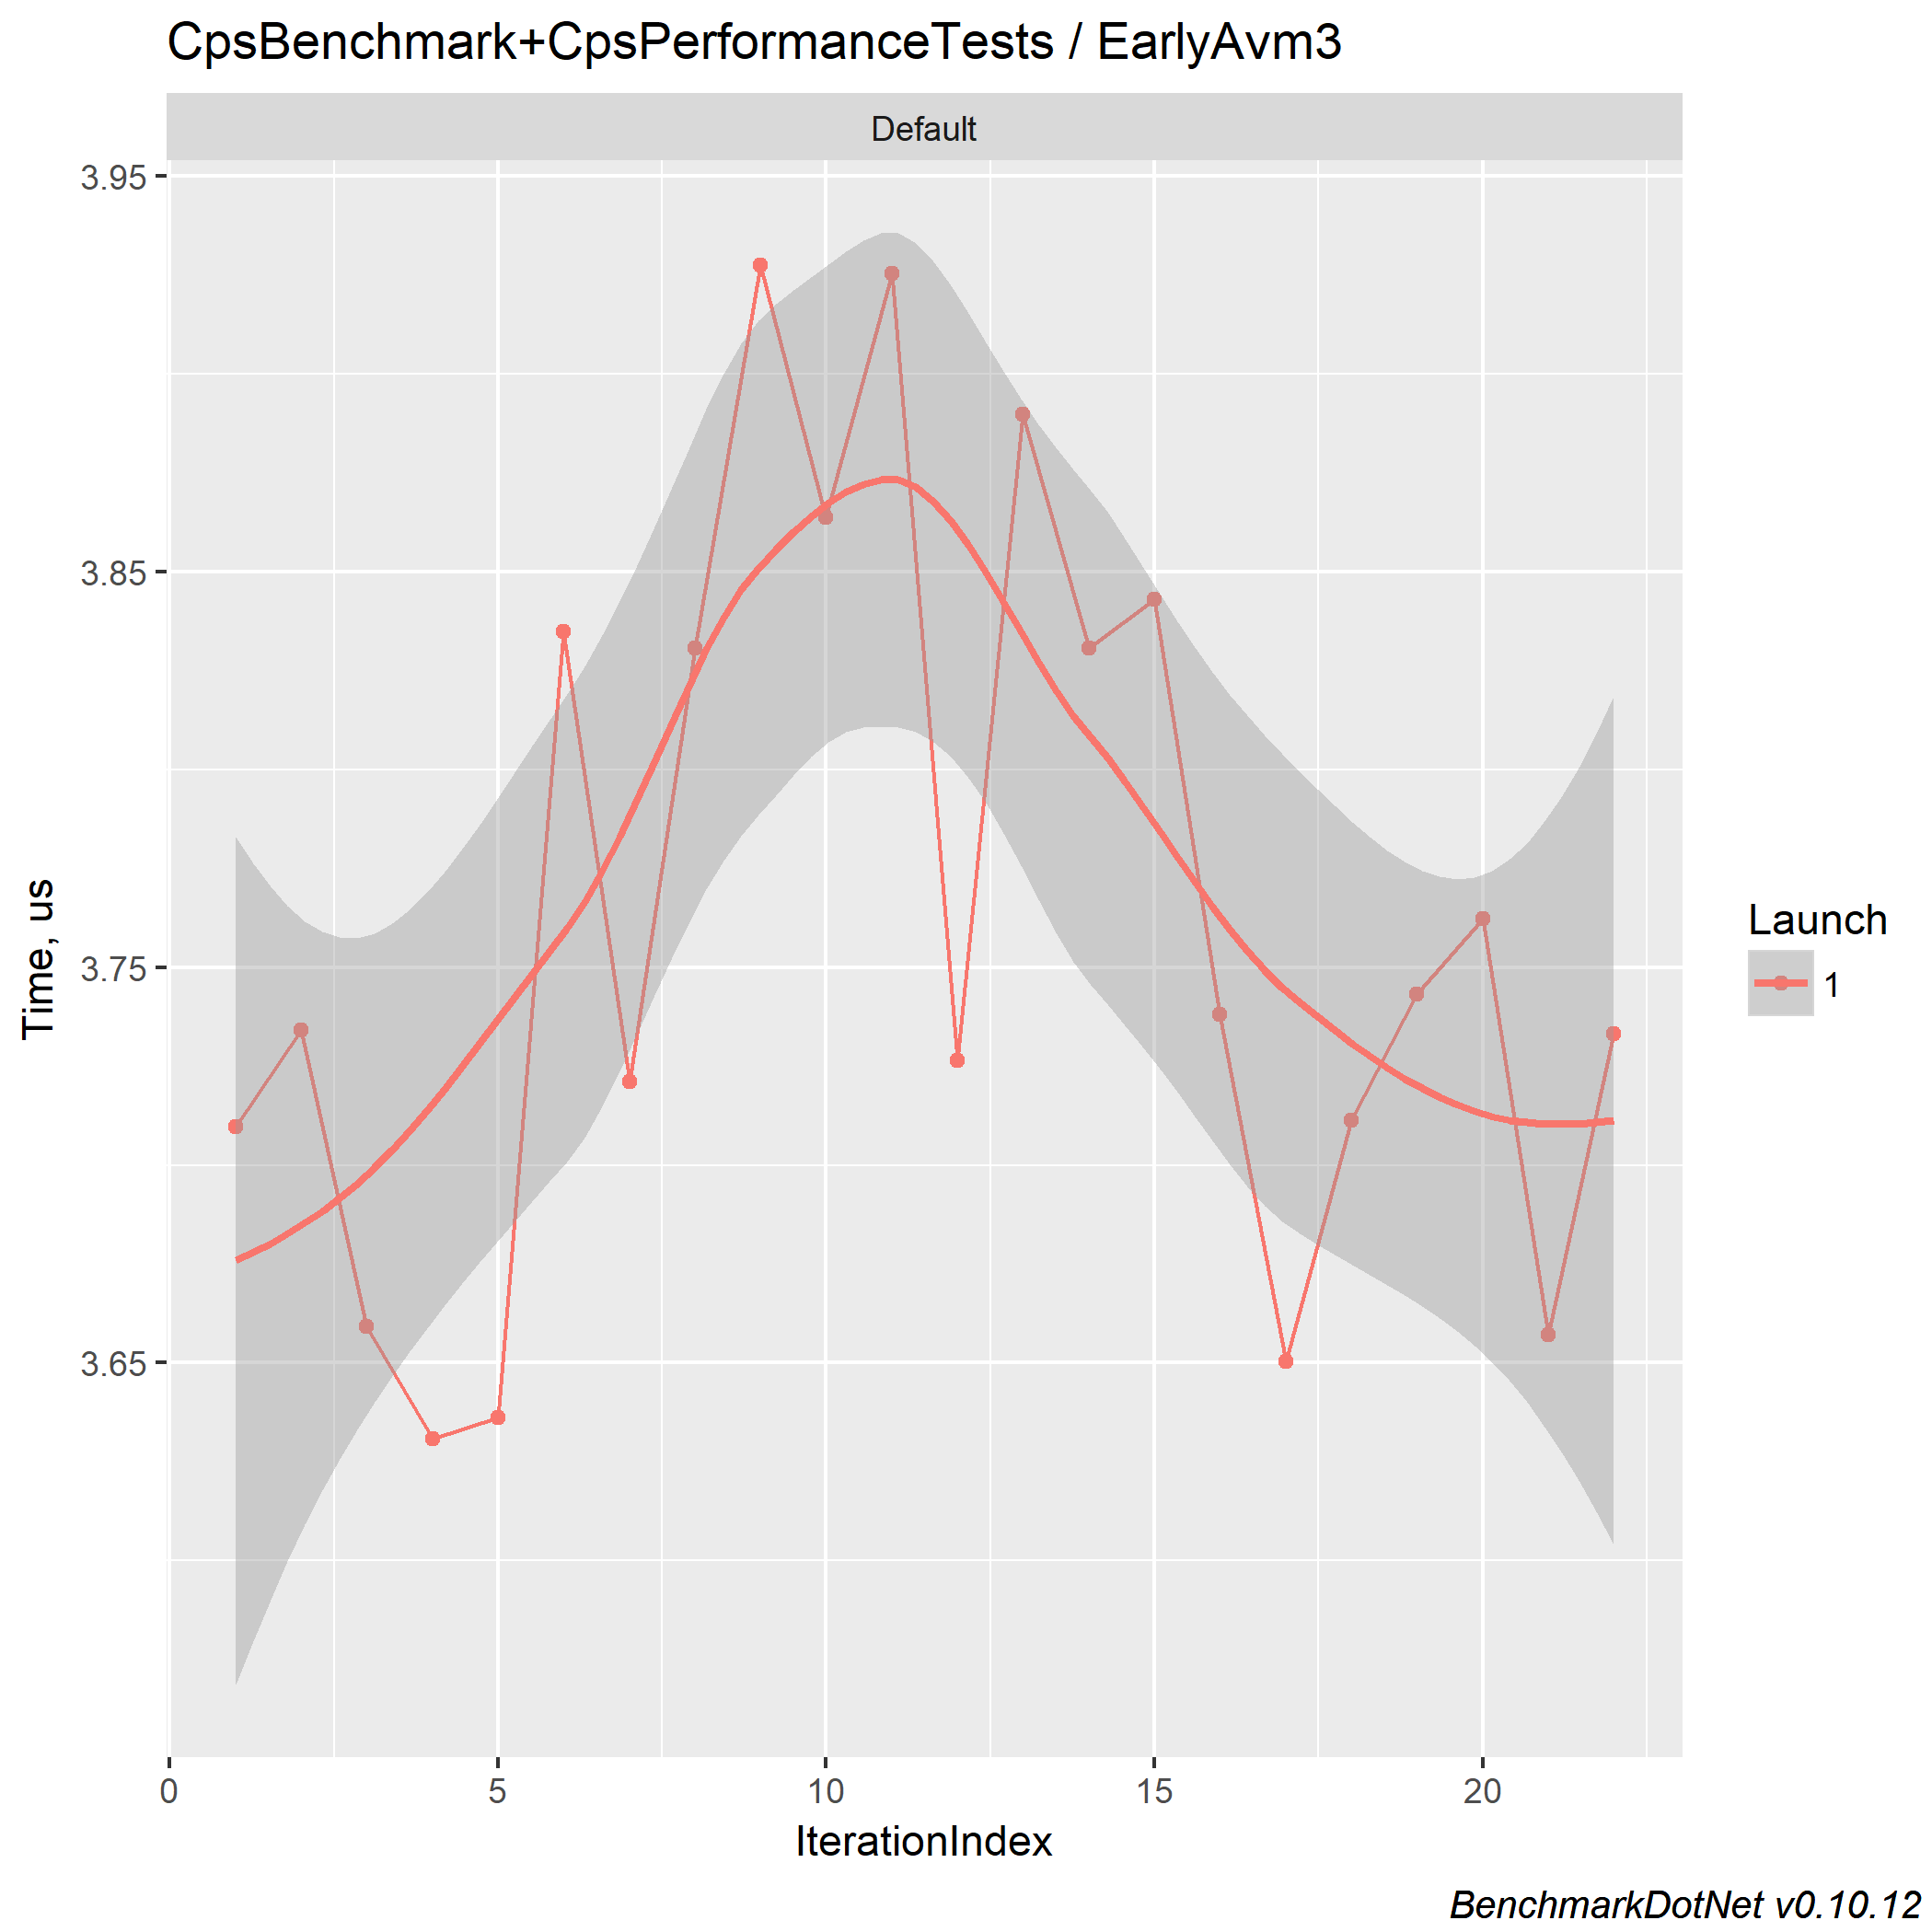 CpsBenchmark+CpsPerformanceTests / EarlyAvm3
Default
3.95
3.85
3.75
3.65
Time, us
0 5 10 15 20
IterationIndex
Launch
1
BenchmarkDotNet v0.10.12